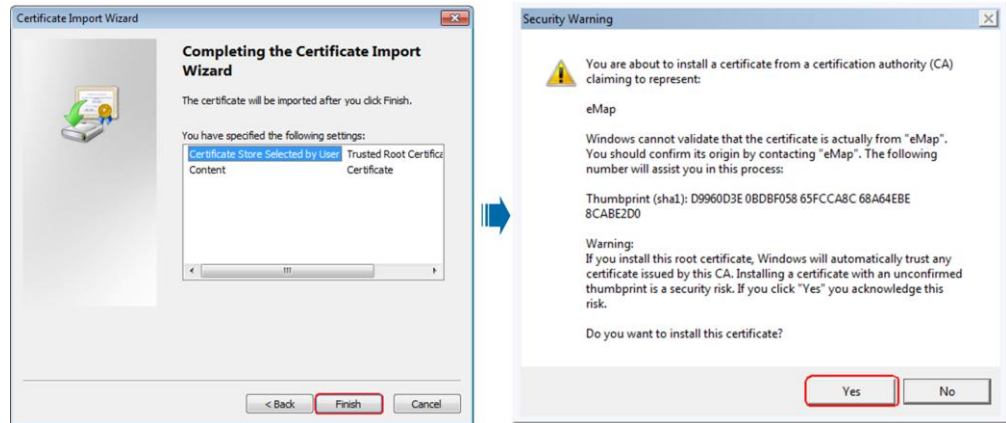 Certificate Import Wizard
Completing the Certificate Import
Wizard
The certificate will be imported after you click Finish.
You have specified the following settings:
Certificate Store Selected by User Trusted Root Certifica
Content Certificate
< Back Finish Cancel
Security Warning
You are about to install a certificate from a certification authority (CA)
claiming to represent:
eMap
Windows cannot validate that the certificate is actually from "eMap".
You should confirm its origin by contacting "eMap". The following
number will assist you in this process:
Thumbprint (sha1): D9960D3E 0BDBF058 65FCCA8C 68A64EBE
8CABE2D0
Warning:
If you install this root certificate, Windows will automatically trust any
certificate issued by this CA. Installing a certificate with an unconfirmed
thumbprint is a security risk. If you click "Yes" you acknowledge this
risk.
Do you want to install this certificate?
Yes No